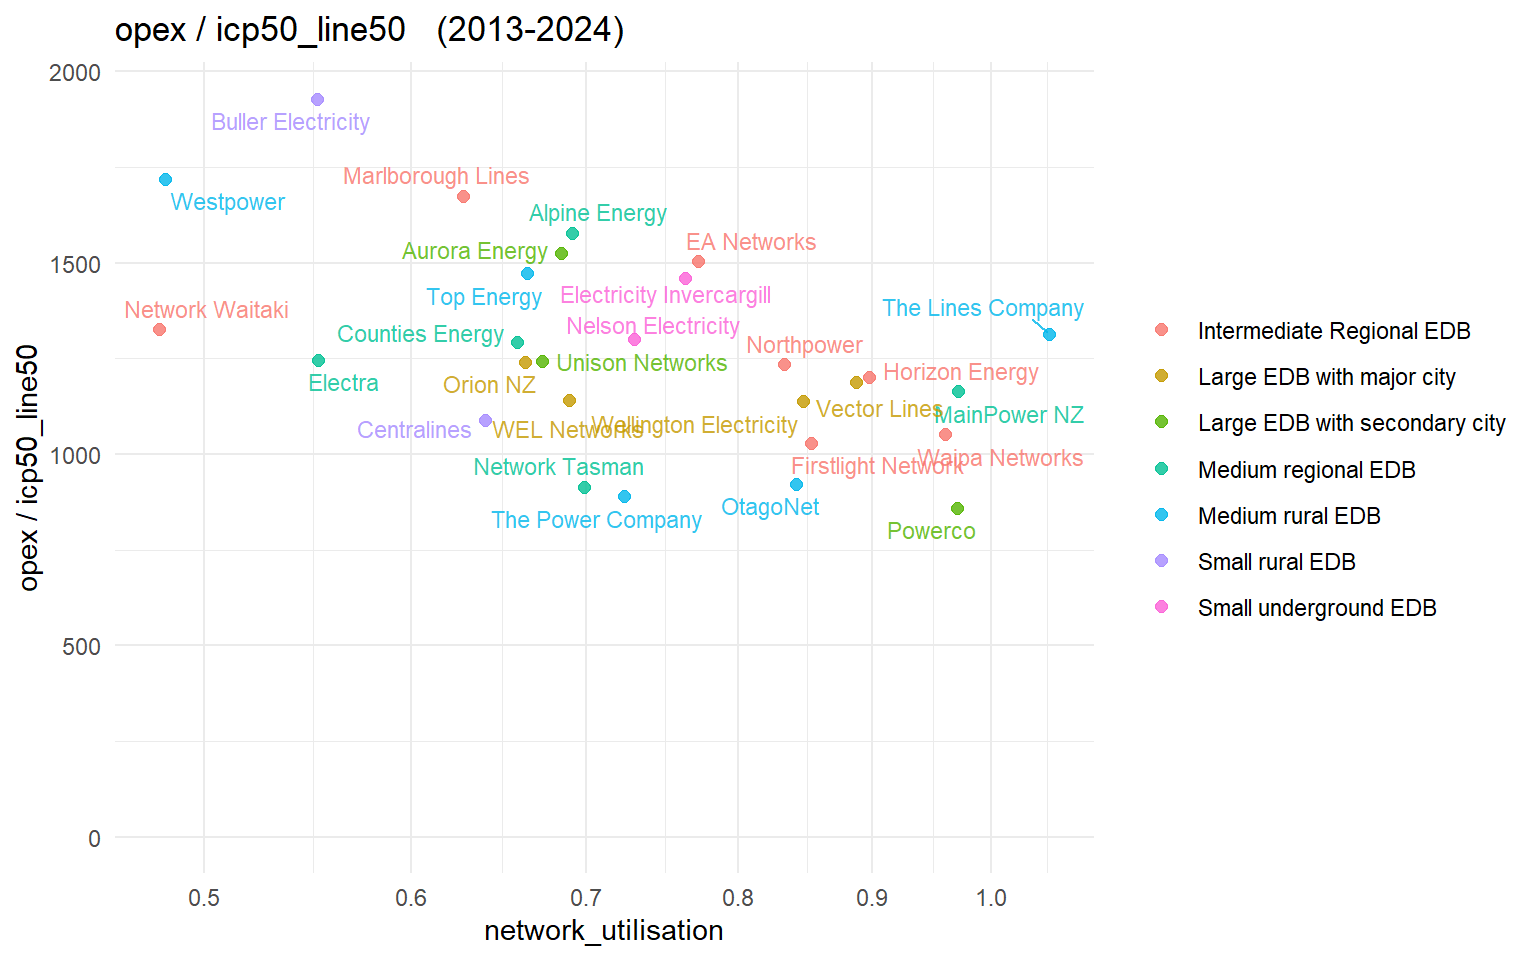 opex / icp50_line50   (2013-2024)
opex / icp50_line50
2000
1500
1000
500
0
Buller Electricity
Westpower
Marlborough Lines
Alpine Energy
Aurora Energy
EA Networks
Top Energy
Electricity Invercargill
Network Waitaki
Nelson Electricity
The Lines Company
Counties Energy
Northpower
Unison Networks
Horizon Energy
Electra
Orion NZ
Vector Lines
MainPower NZ
Centralines
WEL Networks
Wellington Electricity
Network Tasman
Firstlight Network
Waipa Networks
The Power Company
OtagoNet
Powerco
0.5
0.6
0.7
0.8
0.9
1.0
network_utilisation
Intermediate Regional EDB
Large EDB with major city
Large EDB with secondary city
Medium regional EDB
Medium rural EDB
Small rural EDB
Small underground EDB